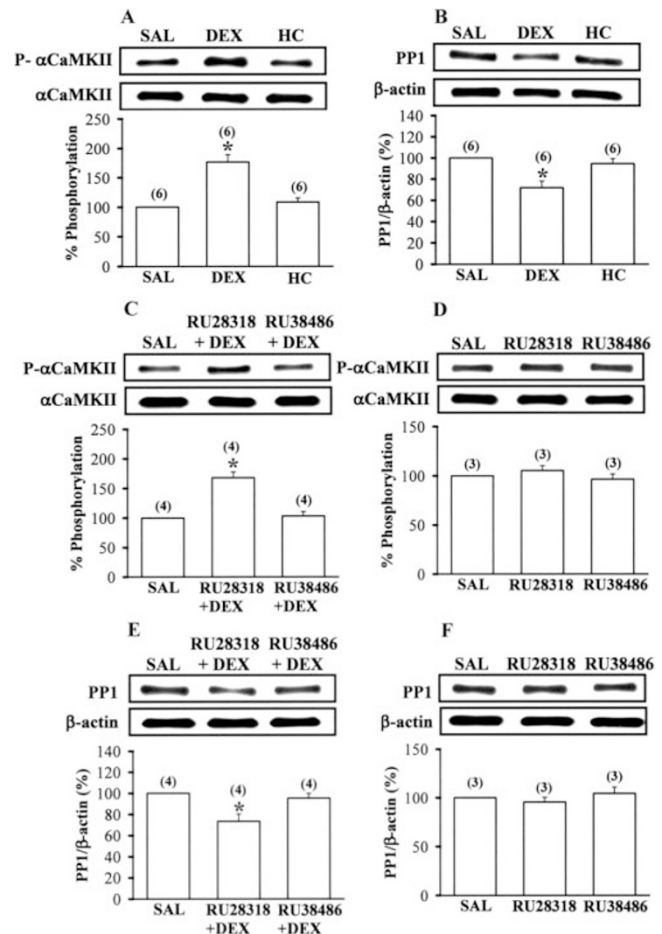 A
SAL DEX HC
P- αCaMKII
αCaMKII
250
200
150
100
50
0
% Phosphorylation
(6)
(6)
*
(6)
SAL DEX HC
B
SAL DEX HC
PP1
β-actin
140
120
100
80
60
40
20
0
PP1/β-actin (%)
(6)
(6)
*
(6)
SAL DEX HC
C
RU28318 RU38486
SAL + DEX + DEX
P-αCaMKII
αCaMKII
250
200
150
100
50
0
% Phosphorylation
(4)
(4)
*
(4)
SAL RU28318 RU38486
+DEX +DEX
D
SAL RU28318 RU38486
P-αCaMKII
αCaMKII
150
100
50
0
% Phosphorylation
(3)
(3)
(3)
SAL RU28318 RU38486
E
RU28318 RU38486
SAL + DEX + DEX
PP1
β-actin
140
120
100
80
60
40
20
0
PP1/β-actin (%)
(4)
(4)
*
(4)
SAL RU28318 RU38486
+DEX +DEX
F
SAL RU28318 RU38486
PP1
β-actin
150
100
50
0
PP1/β-actin (%)
(3)
(3)
(3)
SAL RU28318 RU38486